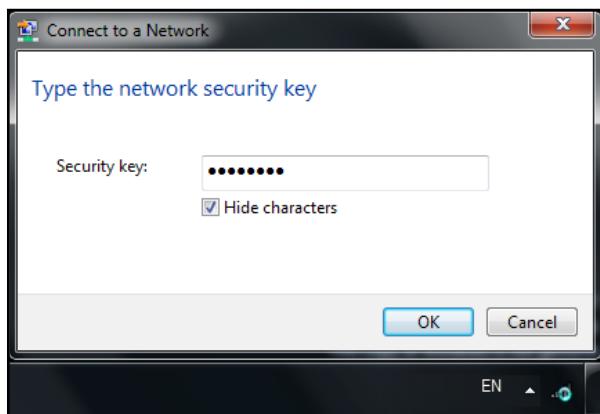 Connect to a Network
Type the network security key
Security key: ••••••••
Hide characters
OK Cancel
EN